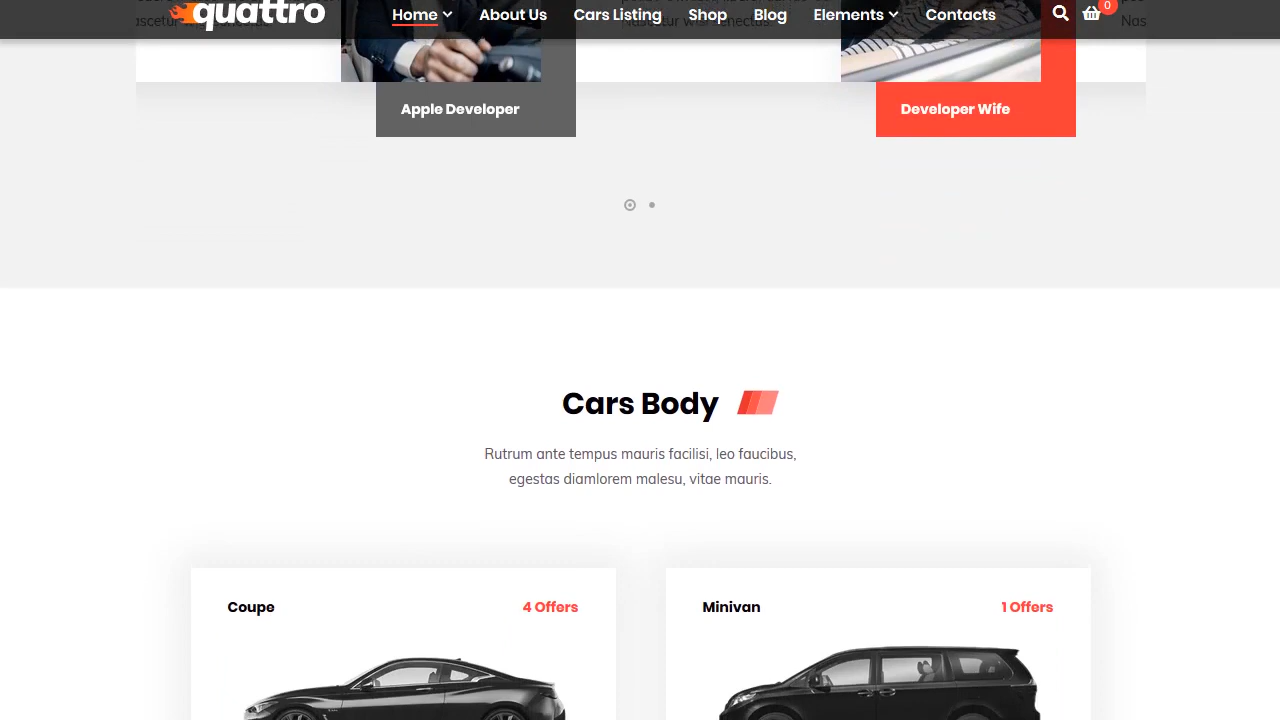 quattro
Home
About Us
Cars Listing
Shop
Blog
Elements
Contacts
0
Apple Developer
Developer Wife
Cars Body
Rutrum ante tempus mauris facilisi, leo faucibus,
egestas diamlorem malesu, vitae mauris.
Coupe
4 Offers
Minivan
1 Offers